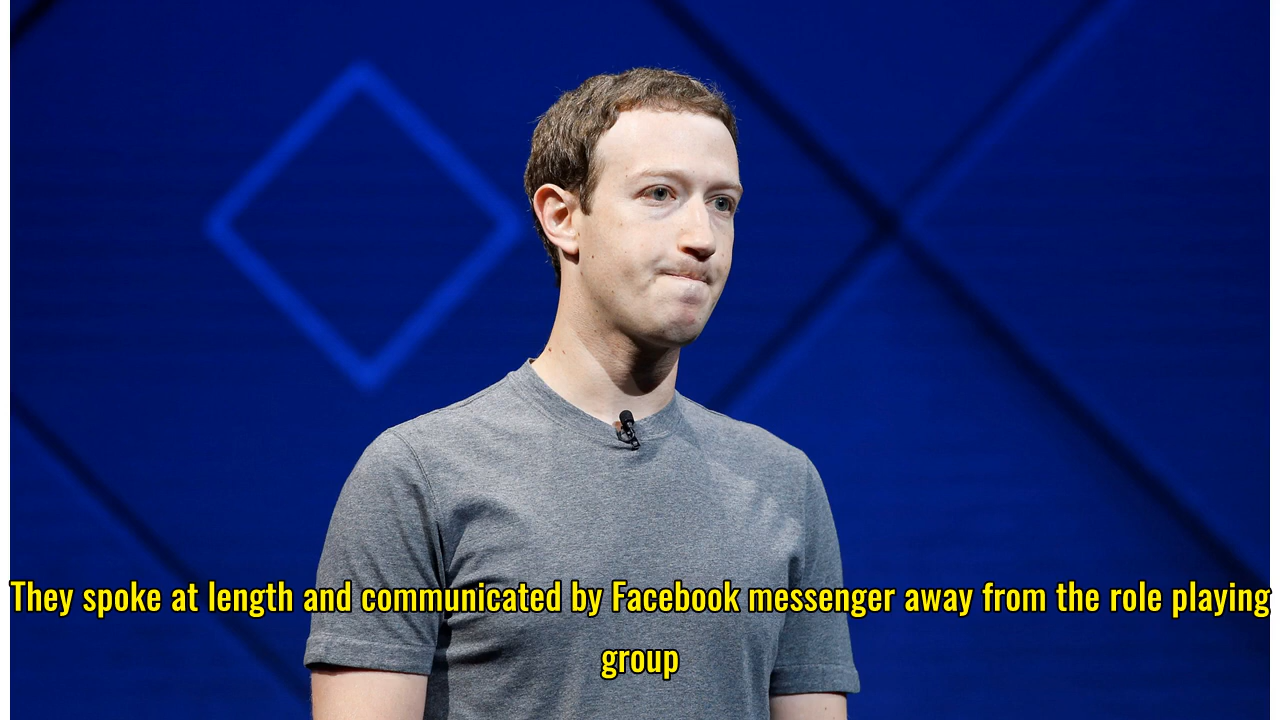 They spoke at length and communicated by Facebook messenger away from the role playing
group